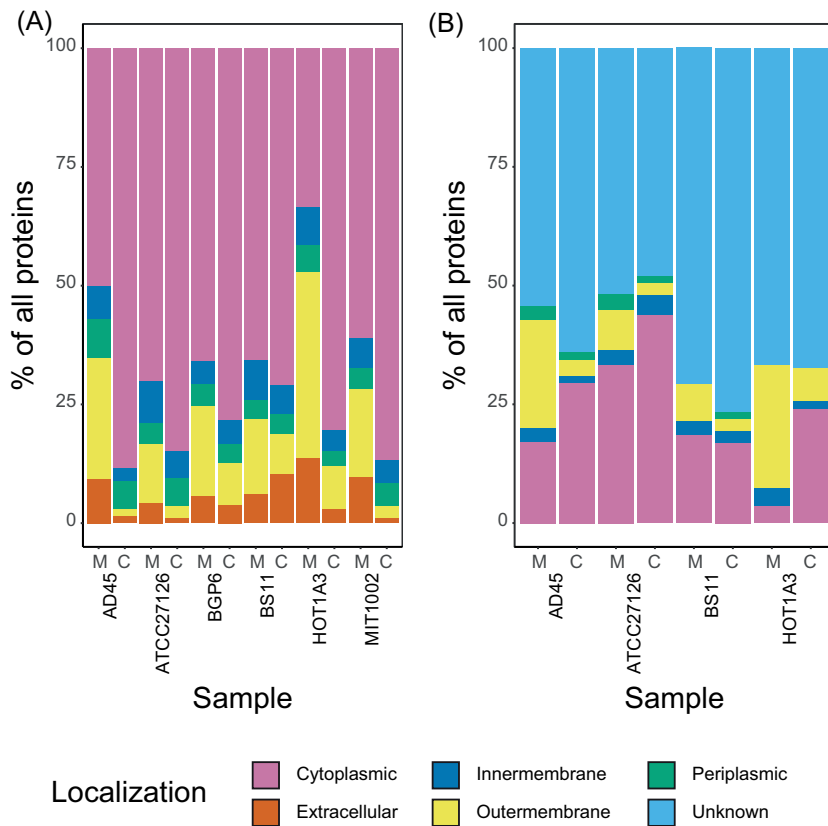 (A)
(B)
% of all proteins
100
75
50
25
0
M C M C M C M C M C M C
AD45
ATCC27126
BGP6
BS11
HOT1A3
MIT1002
Sample
% of all proteins
100
75
50
25
0
M C M C M C M C
AD45
ATCC27126
BS11
HOT1A3
Sample
Localization
Cytoplasmic
Innermembrane
Periplasmic
Extracellular
Outermembrane
Unknown